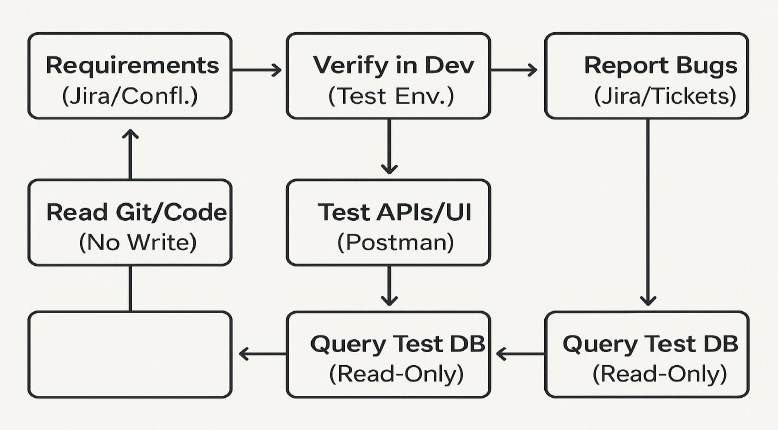 Requirements
(Jira/Confl.)
Verify in Dev
(Test Env.)
Report Bugs
(Jira/Tickets)
Read Git/Code
(No Write)
Test APIs/UI
(Postman)
Query Test DB
(Read-Only)
Query Test DB
(Read-Only)